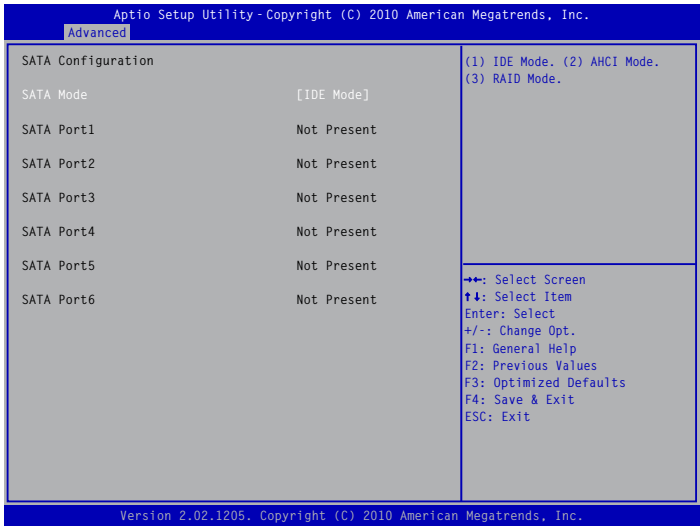 Aptio Setup Utility - Copyright (C) 2010 American Megatrends, Inc.
Advanced
SATA Configuration
SATA Mode [IDE Mode]
SATA Port1 Not Present
SATA Port2 Not Present
SATA Port3 Not Present
SATA Port4 Not Present
SATA Port5 Not Present
SATA Port6 Not Present
(1) IDE Mode. (2) AHCI Mode.
(3) RAID Mode.
→←: Select Screen
↑↓: Select Item
Enter: Select
+/-: Change Opt.
F1: General Help
F2: Previous Values
F3: Optimized Defaults
F4: Save & Exit
ESC: Exit
Version 2.02.1205. Copyright (C) 2010 American Megatrends, Inc.